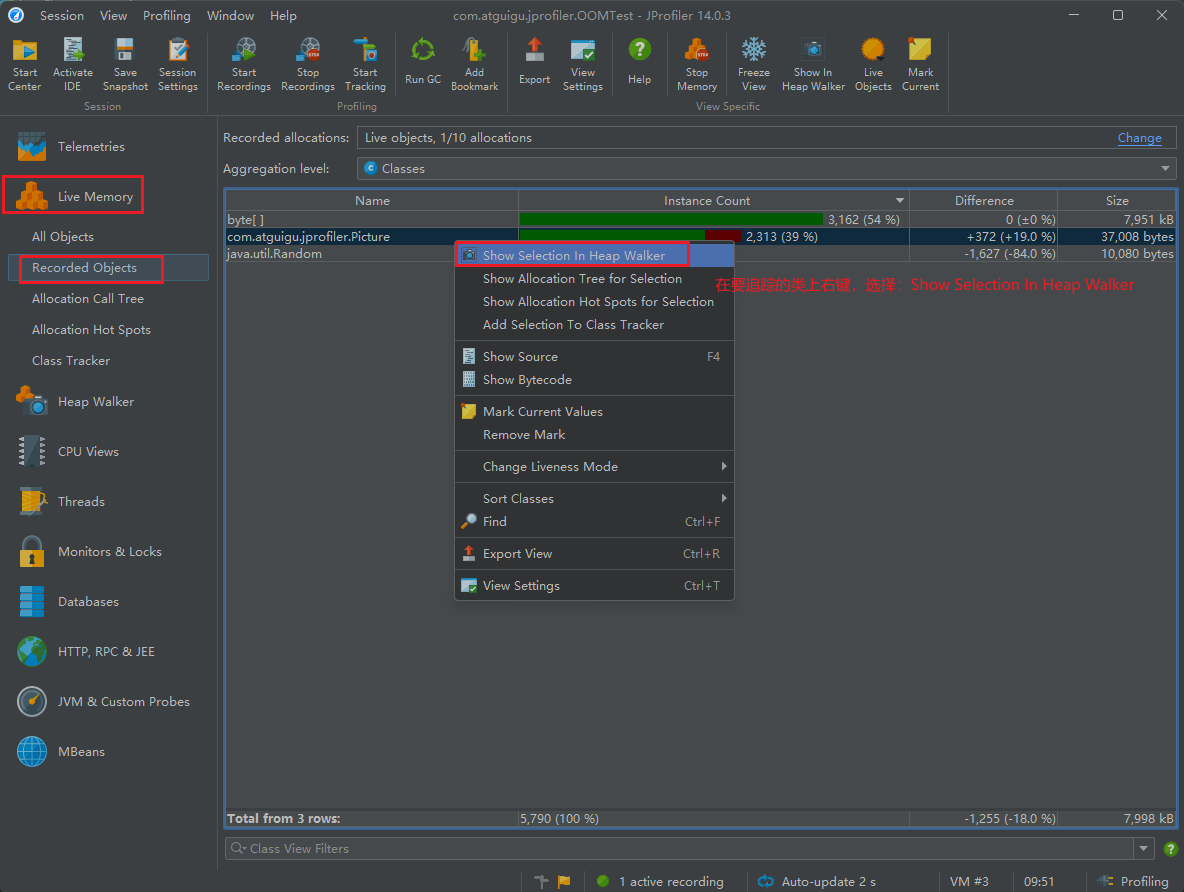 Session View Profiling Window Help
com.atguigu.jprofiler.OOMTest - JProfiler 14.0.3
Start Center
Activate IDE
Save Snapshot
Session Settings
Start Recordings
Stop Recordings
Start Tracking
Run GC
Add Bookmark
Export
View Settings
Help
Stop Memory
Freeze View
Show In Heap Walker
Live Objects
Mark Current
Session
Profiling
View Specific
Telemetries
Live Memory
All Objects
Recorded Objects
Allocation Call Tree
Allocation Hot Spots
Class Tracker
Heap Walker
CPU Views
Threads
Monitors & Locks
Databases
HTTP, RPC & JEE
JVM & Custom Probes
MBeans
Recorded allocations: Live objects, 1/10 allocations Change
Aggregation level: Classes
Name Instance Count Difference Size
byte[ ] 3,162 (54 %) 0 (±0 %) 7,951 kB
com.atguigu.jprofiler.Picture 2,313 (39 %) +372 (+19.0 %) 37,008 bytes
java.util.Random -1,627 (-84.0 %) 10,080 bytes
Show Selection In Heap Walker
Show Allocation Tree for Selection
在要追踪的类上右键，选择：Show Selection In Heap Walker
Show Allocation Hot Spots for Selection
Add Selection To Class Tracker
Show Source F4
Show Bytecode
Mark Current Values
Remove Mark
Change Liveness Mode
Sort Classes
Find Ctrl+F
Export View Ctrl+R
View Settings Ctrl+T
Total from 3 rows: 5,790 (100 %) -1,255 (-18.0 %) 7,998 kB
Class View Filters
1 active recording Auto-update 2 s VM #3 09:51 Profiling